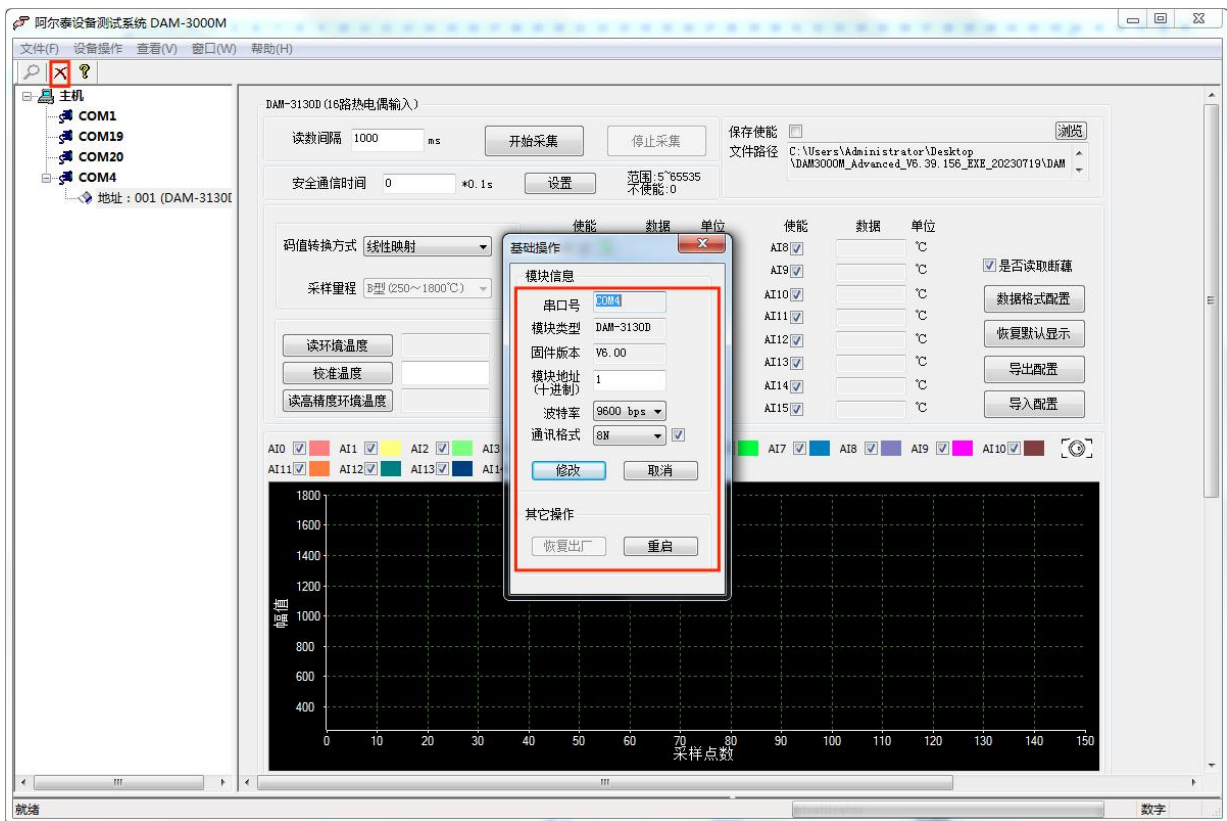 阿尔泰设备测试系统 DAM-3000M
文件(F) 设备操作 查看(V) 窗口(W) 帮助(H)
主机
COM1
COM19
COM20
COM4
地址：001 (DAM-3130D
DAM-3130D(16路热电偶输入)
读数间隔 1000 ms 开始采集 停止采集
安全通信时间 0 *0.1s 设置 范围:5~65535
不使能:0
保存使能 浏览
文件路径 C:\Users\Administrator\Desktop
\DAM3000M_Advanced_V6.39.156_EXE_20230719\DAM
码值转换方式 线性映射
采样量程 B型(250～1800℃)
读环境温度
校准温度
读高精度环境温度
使能 数据 单位 使能 数据 单位
AI8 ℃
AI9 ℃
AI10 ℃
AI11 ℃
AI12 ℃
AI13 ℃
AI14 ℃
AI15 ℃
是否读取断耦
数据格式配置
恢复默认显示
导出配置
导入配置
基础操作
模块信息
串口号 COM4
模块类型 DAM-3130D
固件版本 V6.00
模块地址 1
(十进制)
波特率 9600 bps
通讯格式 8N
修改 取消
其它操作
恢复出厂 重启
AI0 AI1 AI2 AI3 AI7 AI8 AI9 AI10
AI11 AI12 AI13 AI14
1800
1600
1400
1200
1000
800
600
400
幅值
0 10 20 30 40 50 60 70 80 90 100 110 120 130 140 150
采样点数
就绪 数字